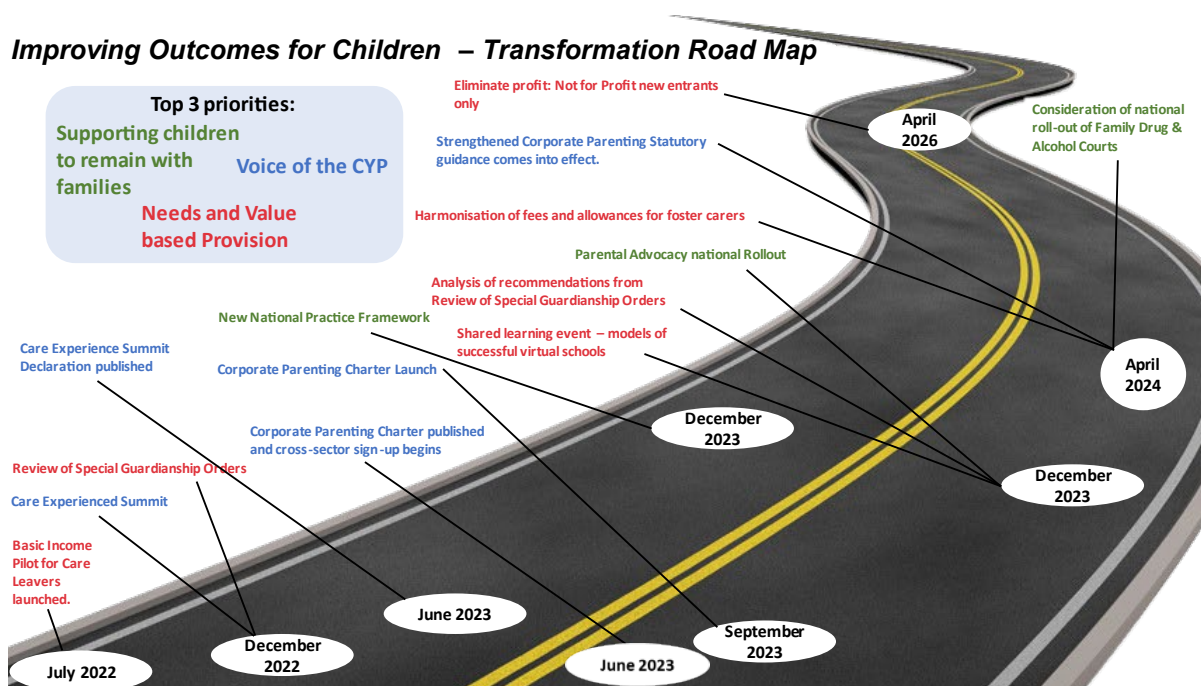 Improving Outcomes for Children – Transformation Road Map
Top 3 priorities:
Supporting children
to remain with
families
Voice of the CYP
Needs and Value
based Provision
Eliminate profit: Not for Profit new entrants
only
April
2026
Consideration of national
roll-out of Family Drug &
Alcohol Courts
Strengthened Corporate Parenting Statutory
guidance comes into effect.
Harmonisation of fees and allowances for foster carers
Parental Advocacy national Rollout
Analysis of recommendations from
Review of Special Guardianship Orders
New National Practice Framework
Shared learning event – models of
successful virtual schools
Care Experience Summit
Declaration published
Corporate Parenting Charter Launch
April
2024
December
2023
Corporate Parenting Charter published
and cross-sector sign-up begins
Review of Special Guardianship Orders
December
2023
Care Experienced Summit
Basic Income
Pilot for Care
Leavers
launched.
June 2023
September
2023
December
2022
June 2023
July 2022